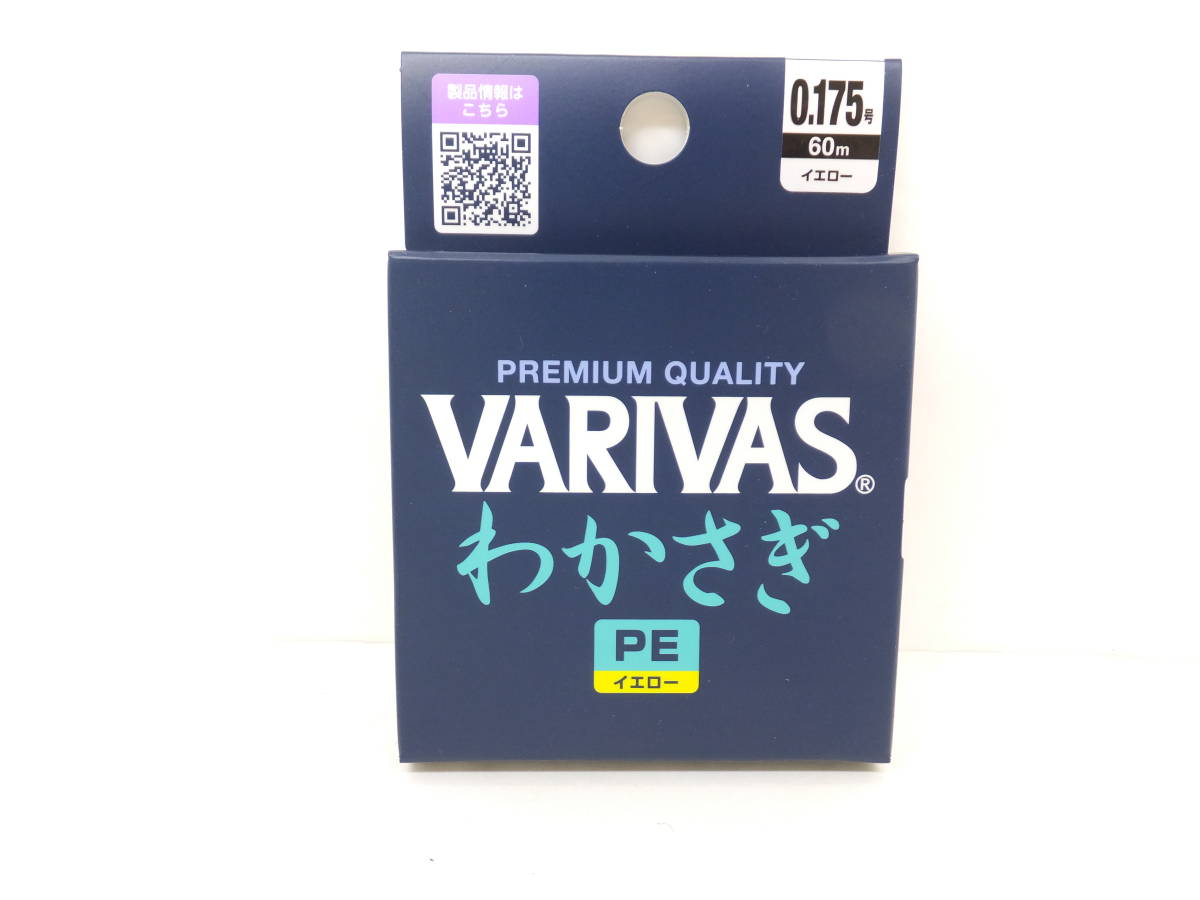 製品情報は
こちら
0.175号
60m
イエロー
PREMIUM QUALITY
VARIVAS®
わかさぎ
PE
イエロー